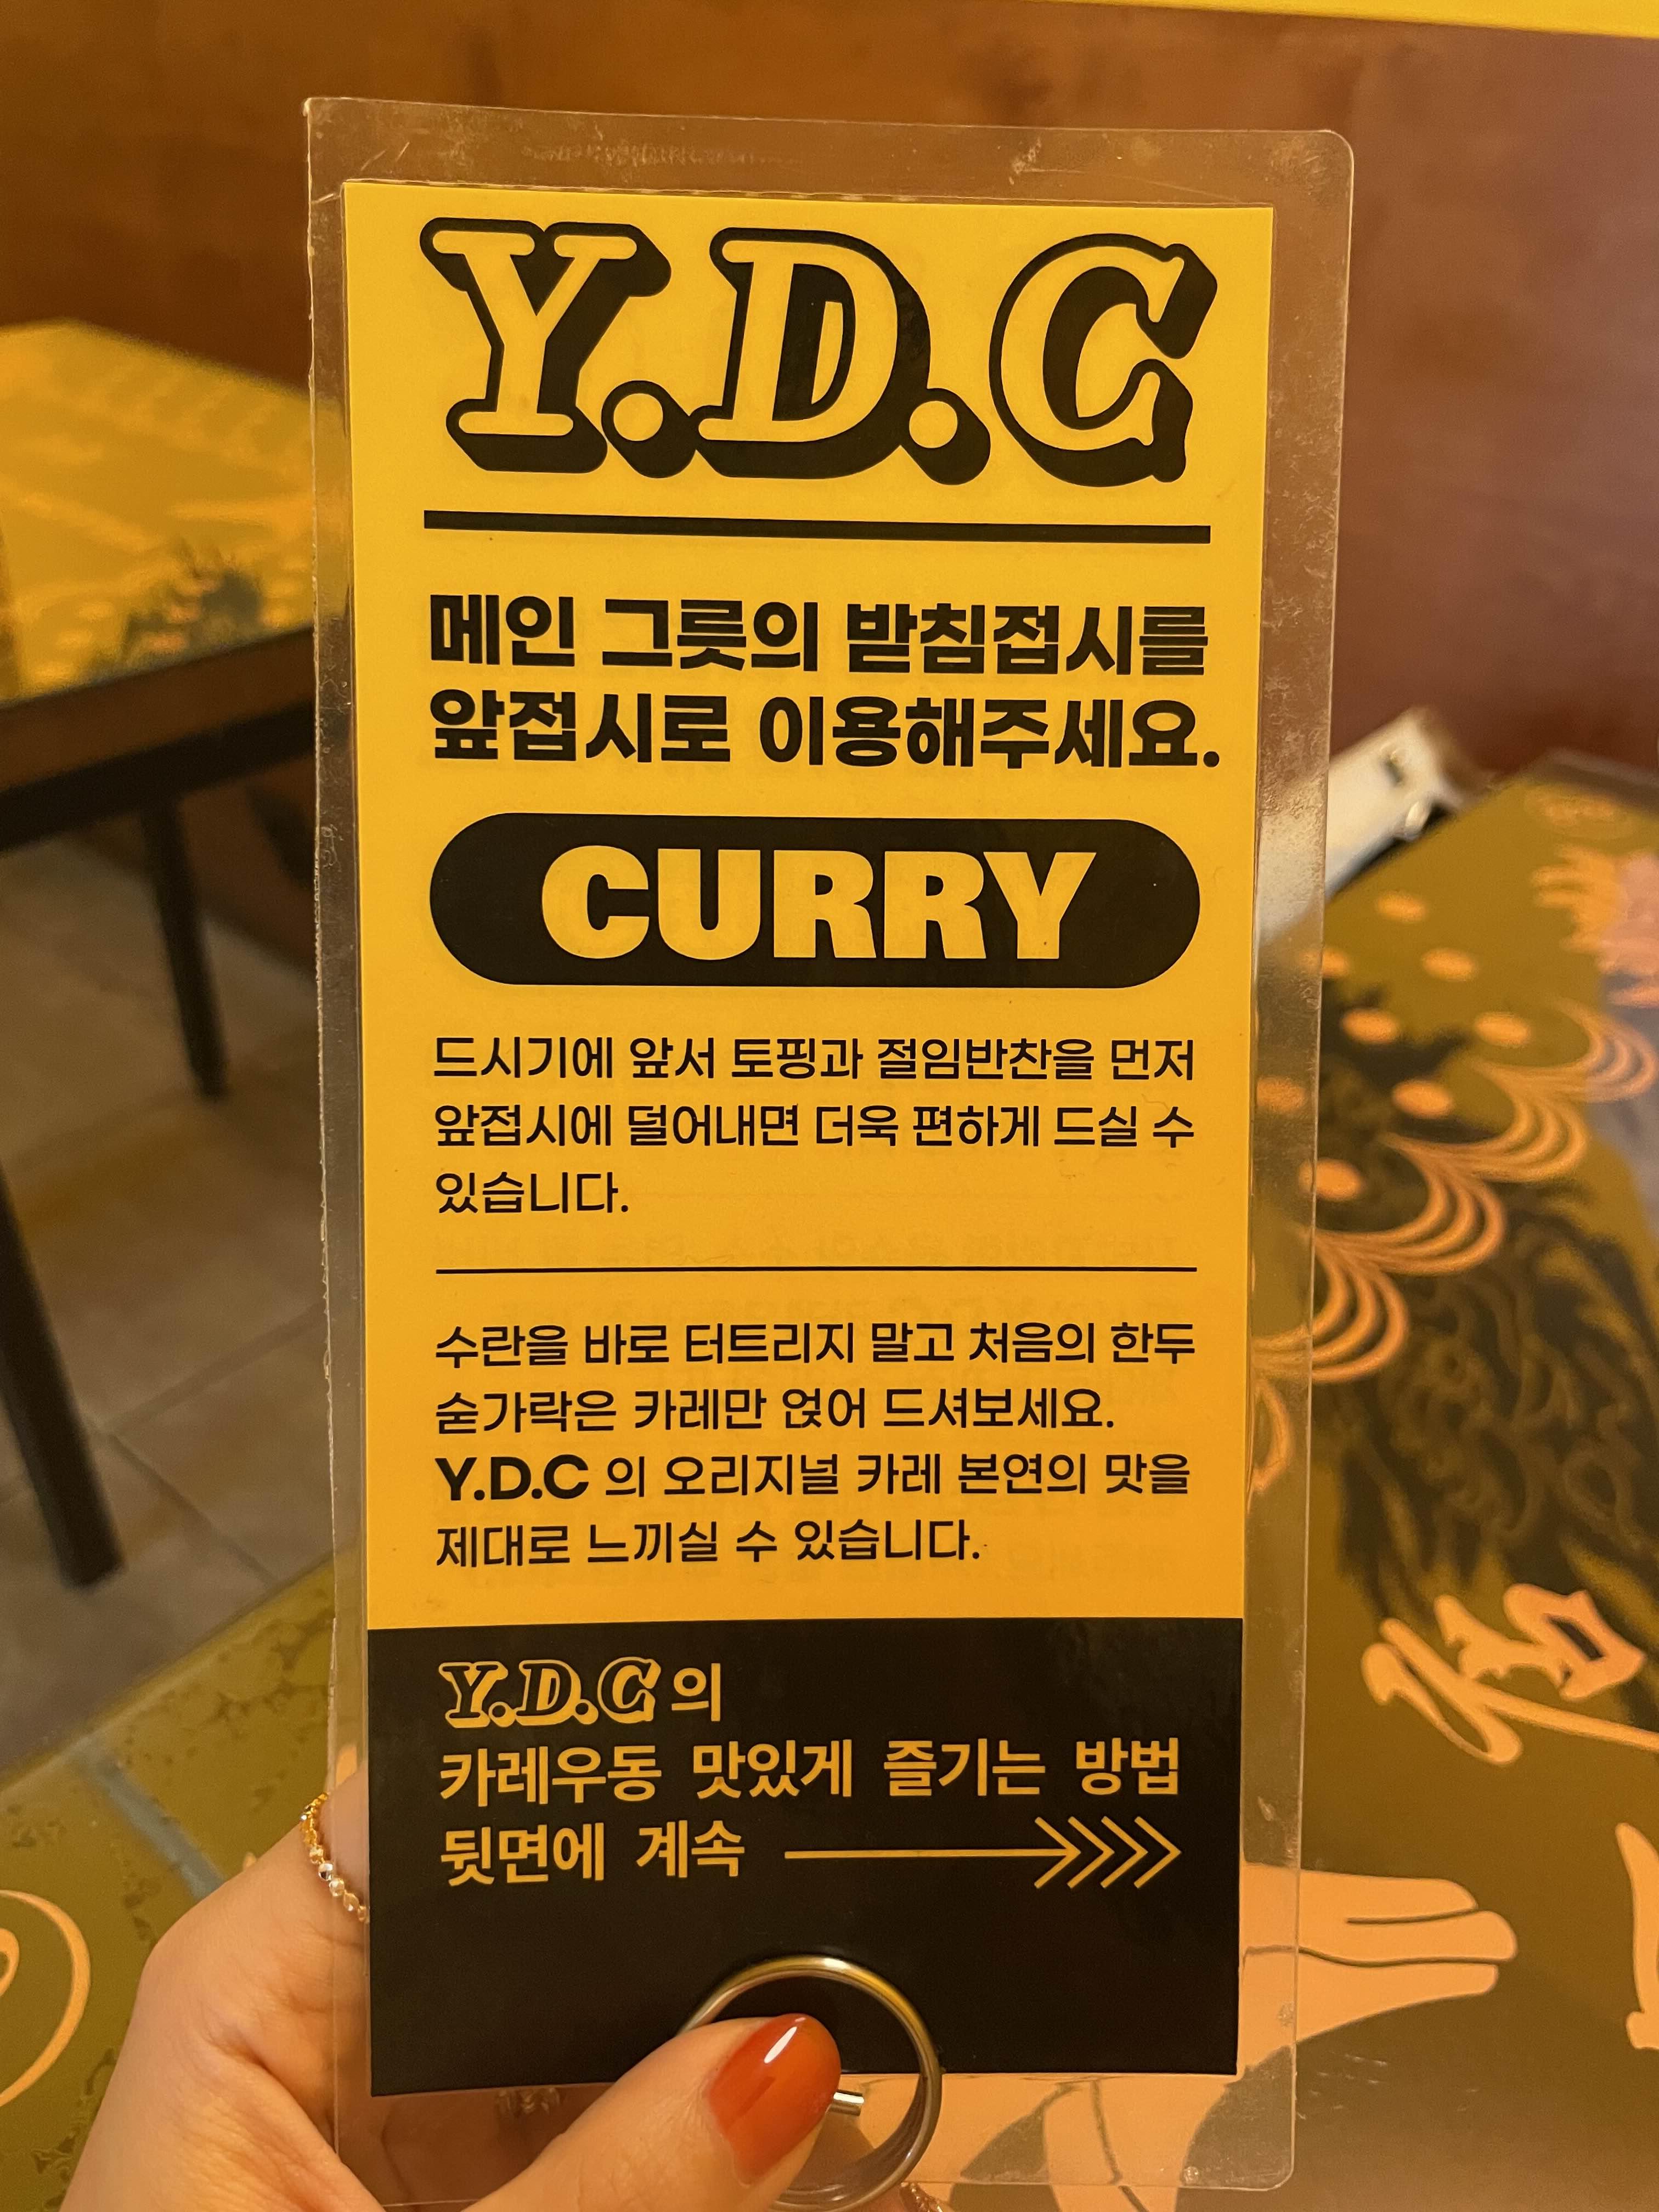 Y.D.C
메인 그릇의 받침접시를
앞접시로 이용해주세요.
CURRY
드시기에 앞서 토핑과 절임반찬을 먼저
앞접시에 덜어내면 더욱 편하게 드실 수
있습니다.
수란을 바로 터트리지 말고 처음의 한두
숟가락은 카레만 얹어 드셔보세요.
Y.D.C 의 오리지널 카레 본연의 맛을
제대로 느끼실 수 있습니다.
Y.D.C 의
카레우동 맛있게 즐기는 방법
뒷면에 계속